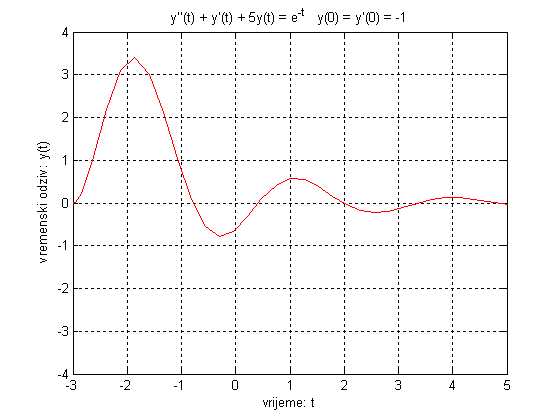 y''(t) + y'(t) + 5y(t) = e^-t y(0) = y'(0) = -1
4
3
2
1
0
-1
-2
-3
-4
vremenski odziv: y(t)
-3 -2 -1 0 1 2 3 4 5
vrijeme: t